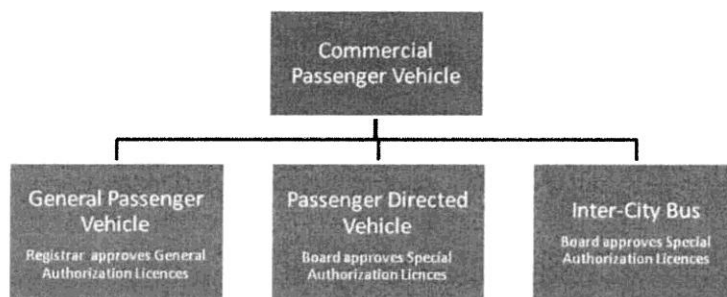 Commercial
Passenger Vehicle
General Passenger
Vehicle
Registrar approves General
Authorization Licences
Passenger Directed
Vehicle
Board approves Special
Authorization Licences
Inter-City Bus
Board approves Special
Authorization Licences